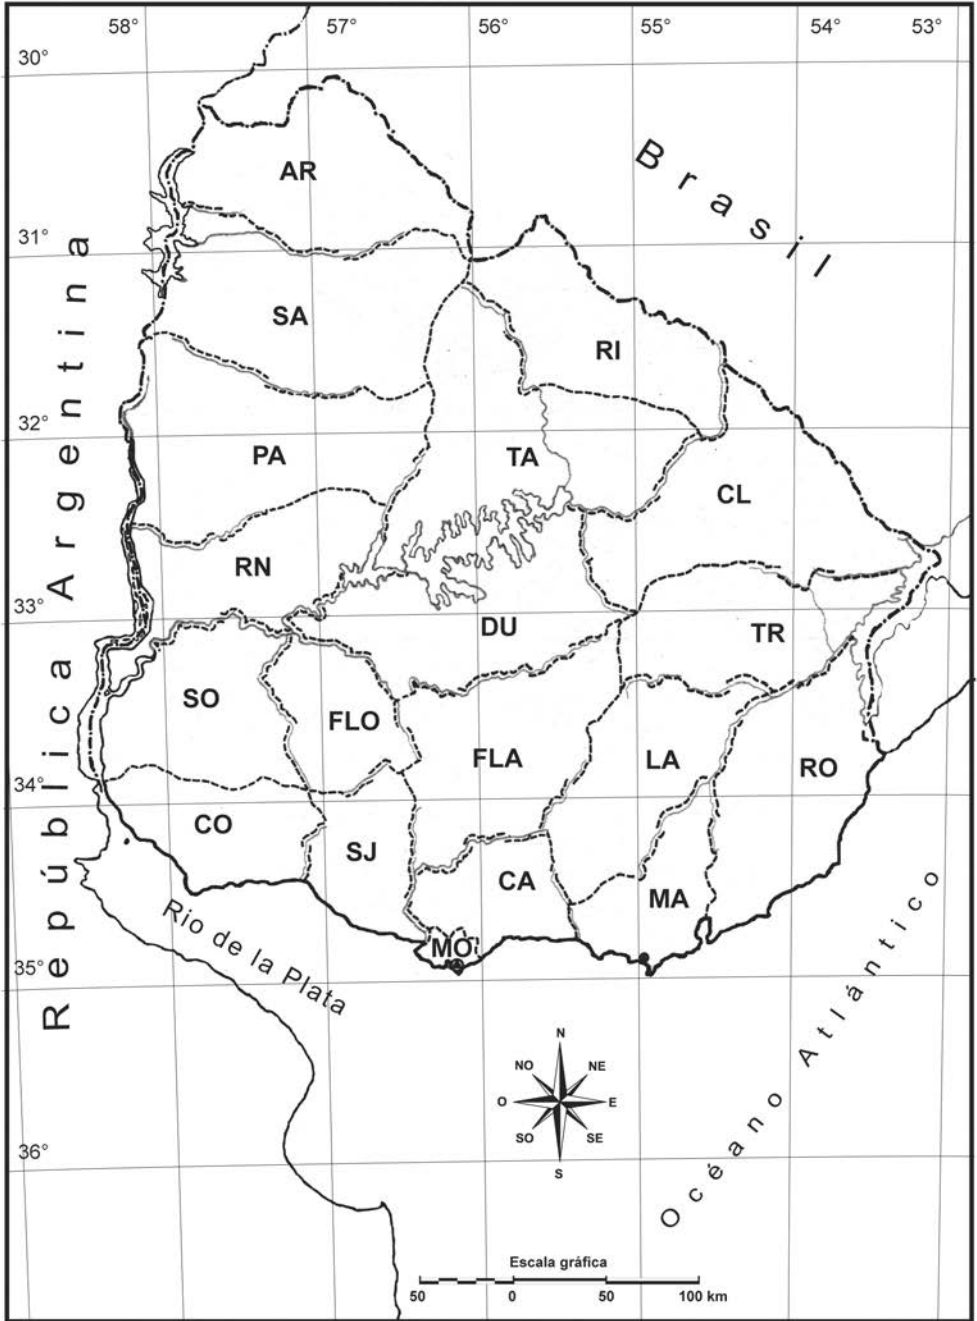 58° 57° 56° 55° 54° 53°
30°
Brasil
AR
31°
República Argentina
SA
RI
32°
PA
TA
CL
RN
33°
DU
TR
SO
FLO
FLA
LA
RO
34°
CO
SJ
CA
MA
MO
Rio de la Plata
35°
Océano Atlántico
N
NO NE
O E
SO SE
S
36°
Escala gráfica
50 0 50 100 km